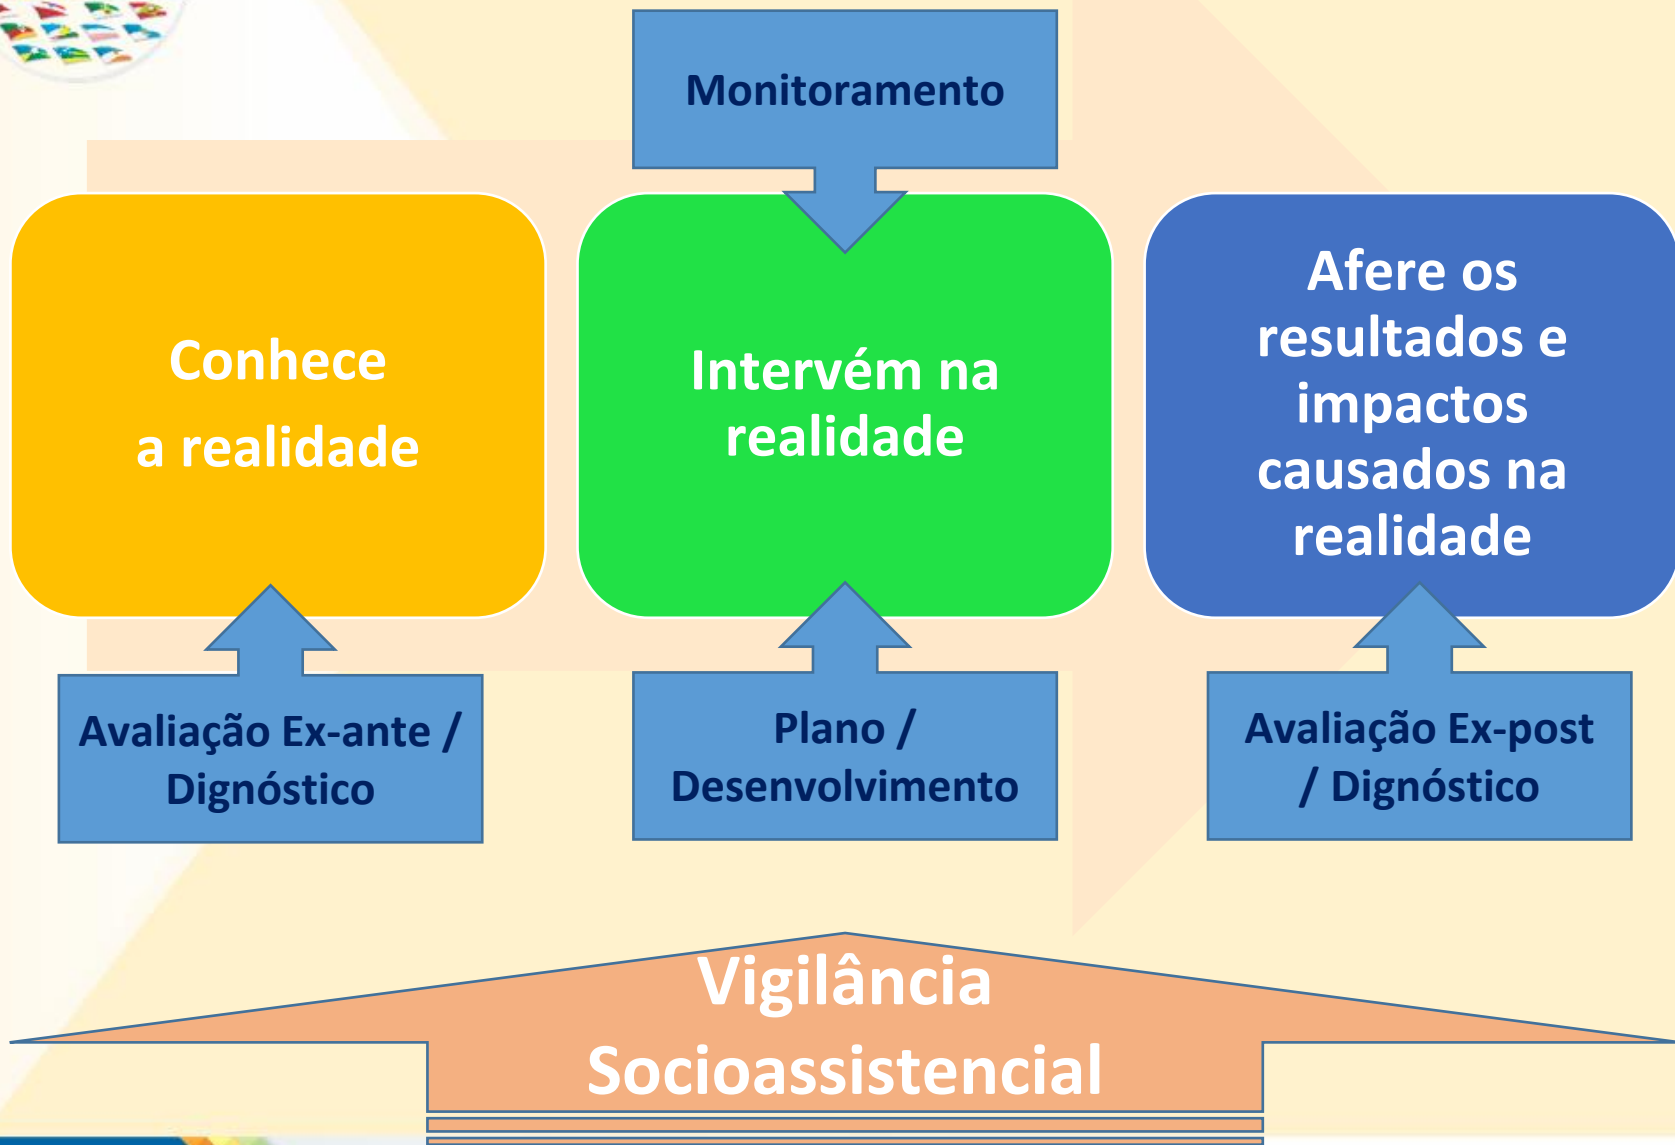 Monitoramento
Conhece
a realidade
Intervém na
realidade
Afere os
resultados e
impactos
causados na
realidade
Avaliação Ex-ante /
Dignóstico
Plano /
Desenvolvimento
Avaliação Ex-post
/ Dignóstico
Vigilância
Socioassistencial